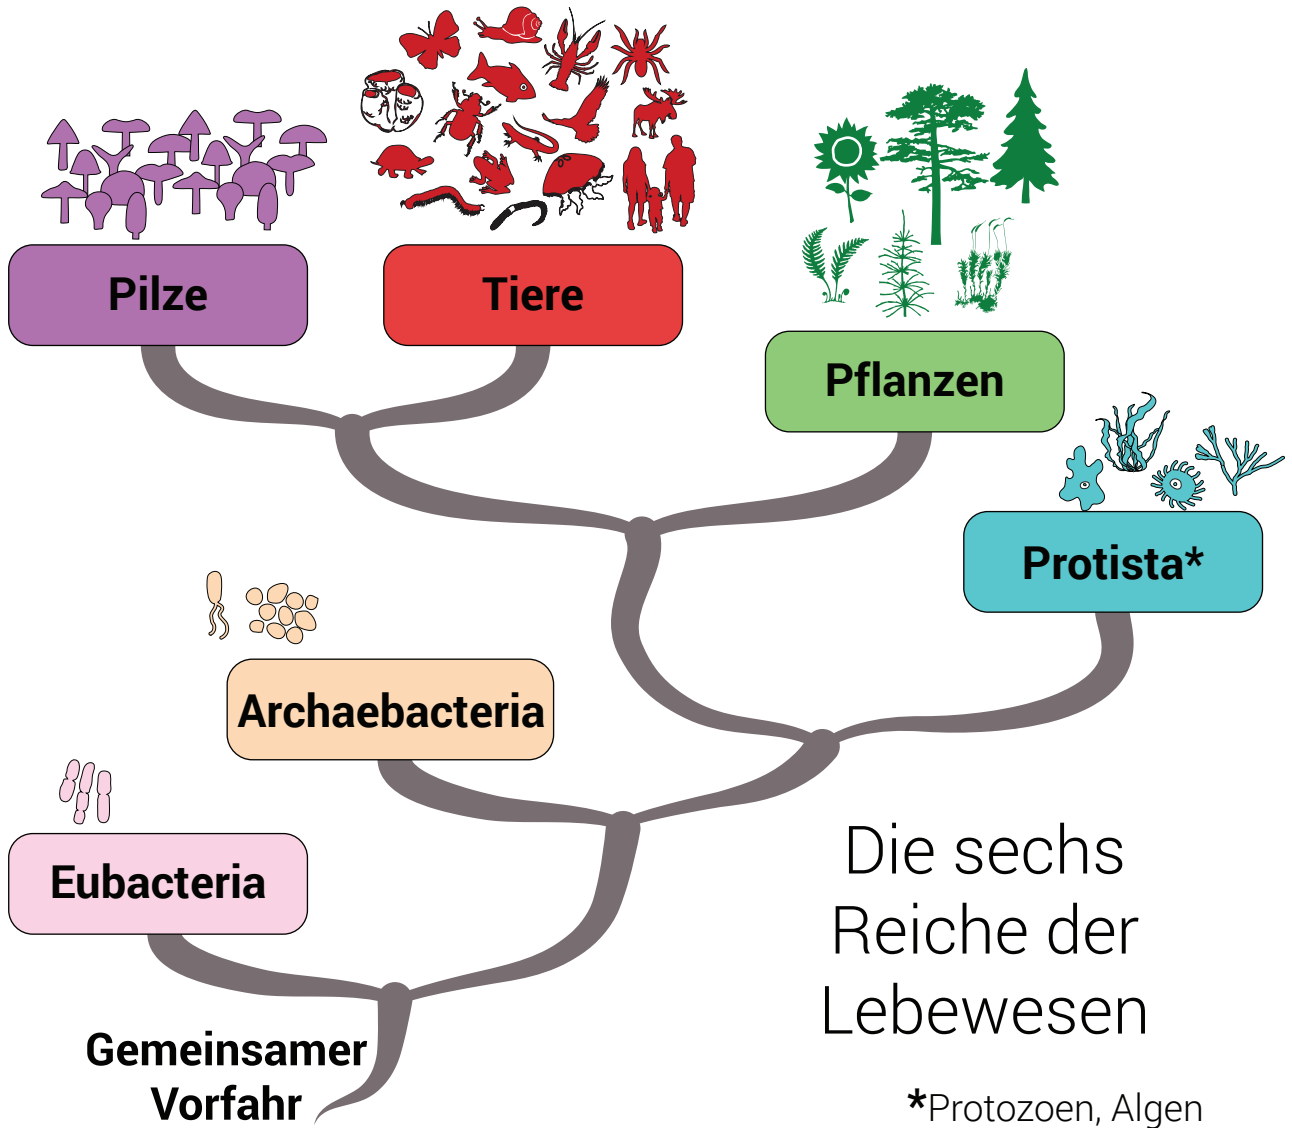 Pilze
Tiere
Pflanzen
Protista*
Archaebacteria
Eubacteria
Gemeinsamer
Vorfahr
Die sechs
Reiche der
Lebewesen
*Protozoen, Algen